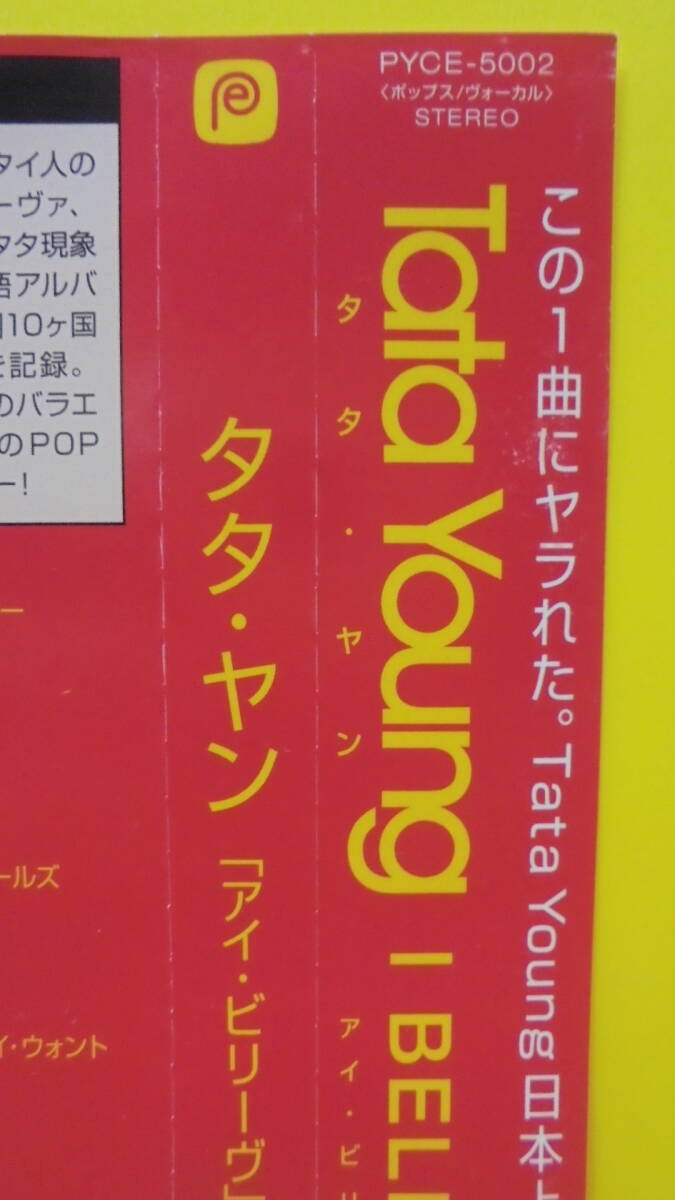 PYCE-5002
〈ポップス/ヴォーカル〉
STEREO
この1曲にヤラれた。Tata Young 日本
Tata Young I BELI
タタ・ヤン アイ・ビリ
タタ・ヤン「アイ・ビリーヴ」
タイ人の
ーヴァ、
タタ現象
語アルバ
10ヶ国
を記録。
のバラエ
のPOP
ー!
ー
ールズ
イ・ウォント